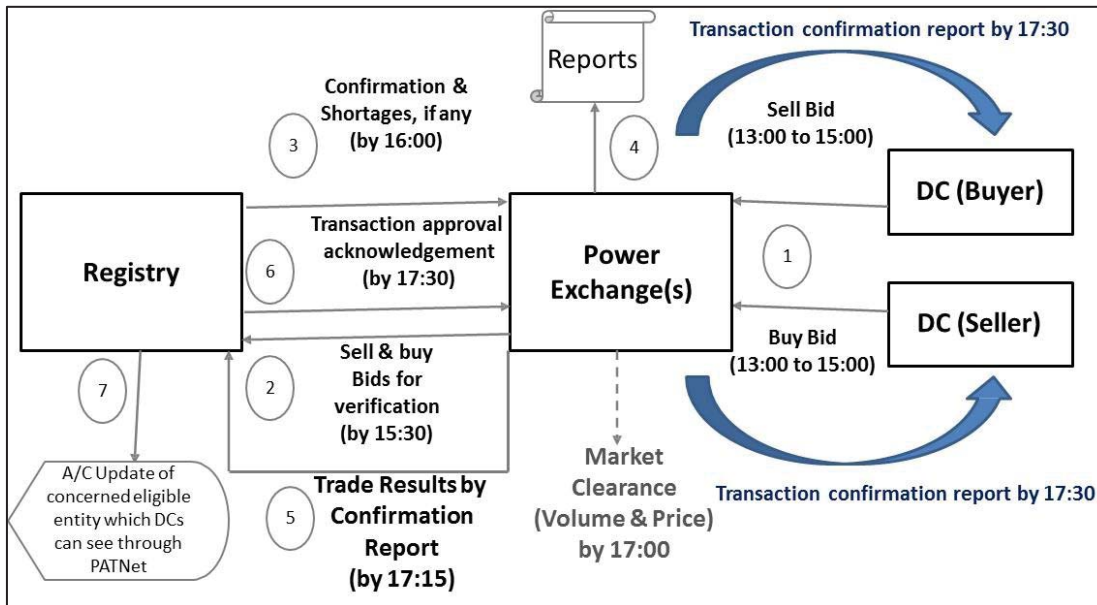 Transaction confirmation report by 17:30
Reports
Confirmation &
Shortages, if any
(by 16:00)
3
4
Sell Bid
(13:00 to 15:00)
DC (Buyer)
Registry
Transaction approval
acknowledgement
(by 17:30)
6
Power
Exchange(s)
1
DC (Seller)
Buy Bid
(13:00 to 15:00)
7
2
Sell & buy
Bids for
verification
(by 15:30)
A/C Update of
concerned eligible
entity which DCs
can see through
PATNet
5
Trade Results by
Confirmation
Report
(by 17:15)
Market
Clearance
(Volume & Price)
by 17:00
Transaction confirmation report by 17:30